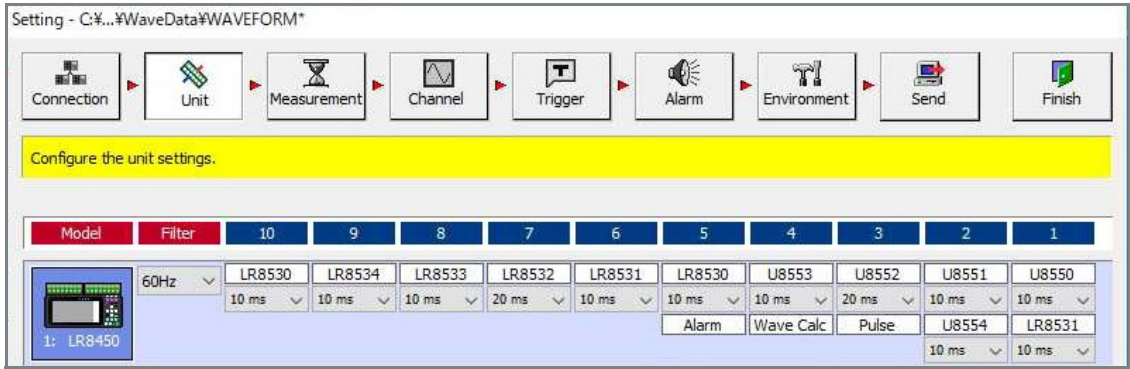 Setting - C:¥...¥WaveData¥WAVEFORM*
Connection Unit Measurement Channel Trigger Alarm Environment Send Finish
Configure the unit settings.
Model Filter 10 9 8 7 6 5 4 3 2 1
60Hz LR8530 LR8534 LR8533 LR8532 LR8531 LR8530 U8553 U8552 U8551 U8550
10 ms 10 ms 10 ms 20 ms 10 ms 10 ms 10 ms 20 ms 10 ms 10 ms
Alarm Wave Calc Pulse U8554 LR8531
1: LR8450 10 ms 10 ms